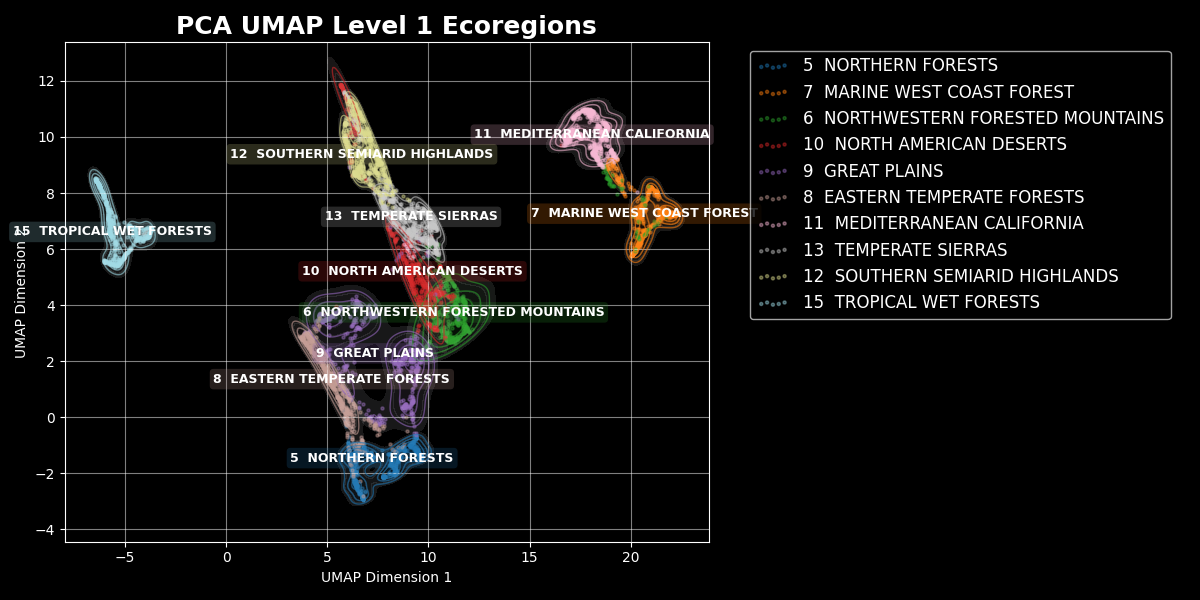 PCA UMAP Level 1 Ecoregions
12
10
8
6
4
2
0
−2
−4
UMAP Dimension 2
11  MEDITERRANEAN CALIFORNIA
12  SOUTHERN SEMIARID HIGHLANDS
13  TEMPERATE SIERRAS
7  MARINE WEST COAST FOREST
15  TROPICAL WET FORESTS
10  NORTH AMERICAN DESERTS
6  NORTHWESTERN FORESTED MOUNTAINS
9  GREAT PLAINS
8  EASTERN TEMPERATE FORESTS
5  NORTHERN FORESTS
−5
0
5
10
15
20
UMAP Dimension 1
5  NORTHERN FORESTS
7  MARINE WEST COAST FOREST
6  NORTHWESTERN FORESTED MOUNTAINS
10  NORTH AMERICAN DESERTS
9  GREAT PLAINS
8  EASTERN TEMPERATE FORESTS
11  MEDITERRANEAN CALIFORNIA
13  TEMPERATE SIERRAS
12  SOUTHERN SEMIARID HIGHLANDS
15  TROPICAL WET FORESTS